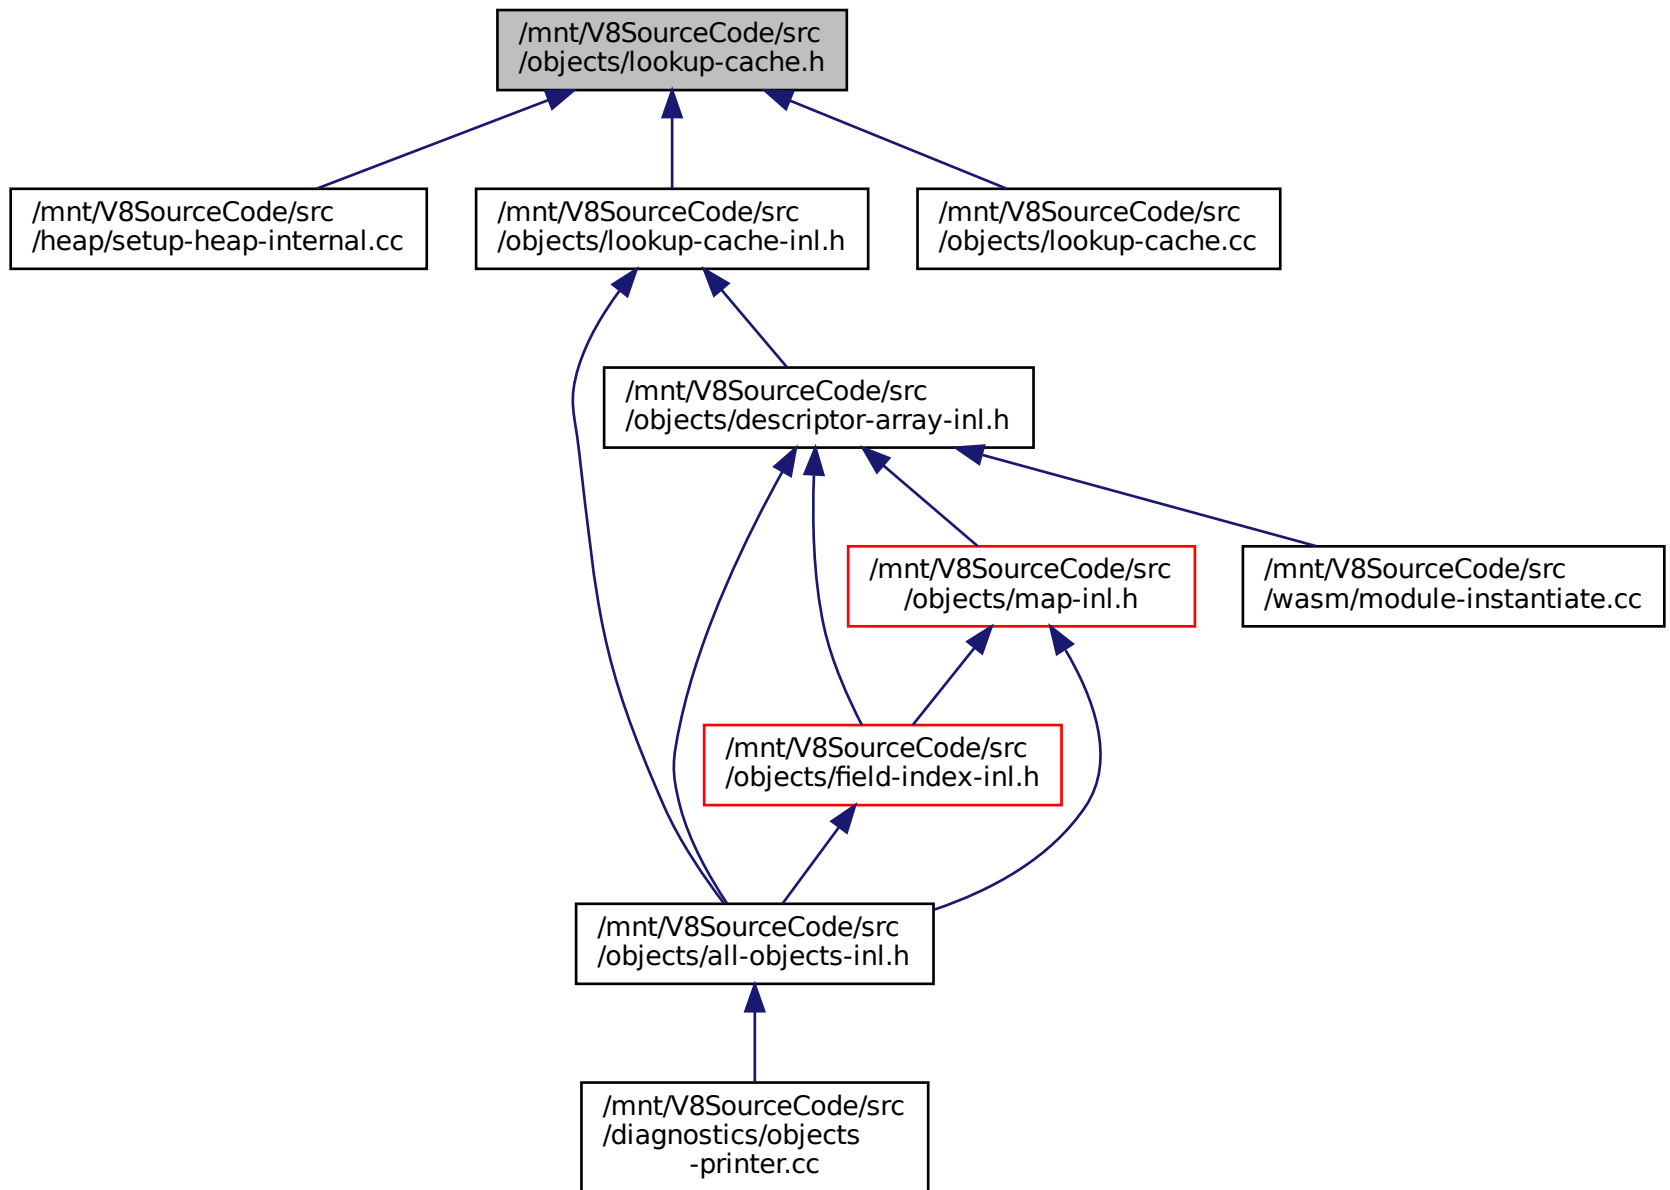 /mnt/V8SourceCode/src
/objects/lookup-cache.h
/mnt/V8SourceCode/src
/heap/setup-heap-internal.cc
/mnt/V8SourceCode/src
/objects/lookup-cache-inl.h
/mnt/V8SourceCode/src
/objects/lookup-cache.cc
/mnt/V8SourceCode/src
/objects/descriptor-array-inl.h
/mnt/V8SourceCode/src
/objects/map-inl.h
/mnt/V8SourceCode/src
/wasm/module-instantiate.cc
/mnt/V8SourceCode/src
/objects/field-index-inl.h
/mnt/V8SourceCode/src
/objects/all-objects-inl.h
/mnt/V8SourceCode/src
/diagnostics/objects
-printer.cc